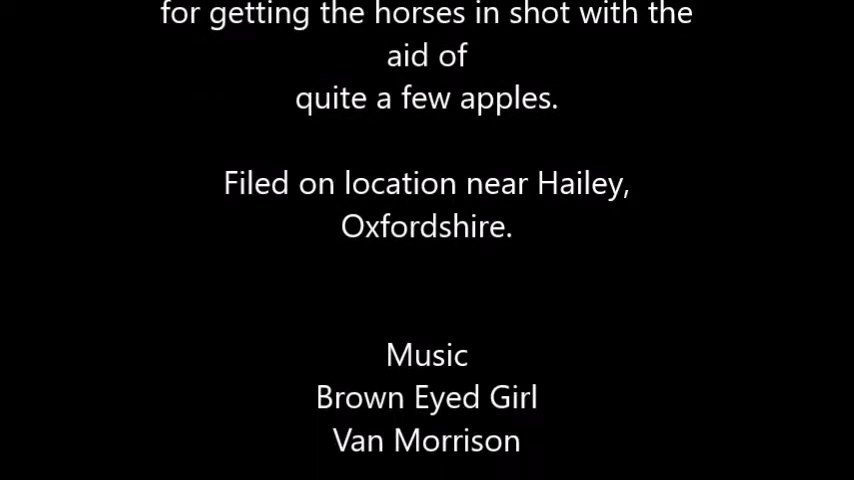 for getting the horses in shot with the
aid of
quite a few apples.
Filed on location near Hailey,
Oxfordshire.
Music
Brown Eyed Girl
Van Morrison